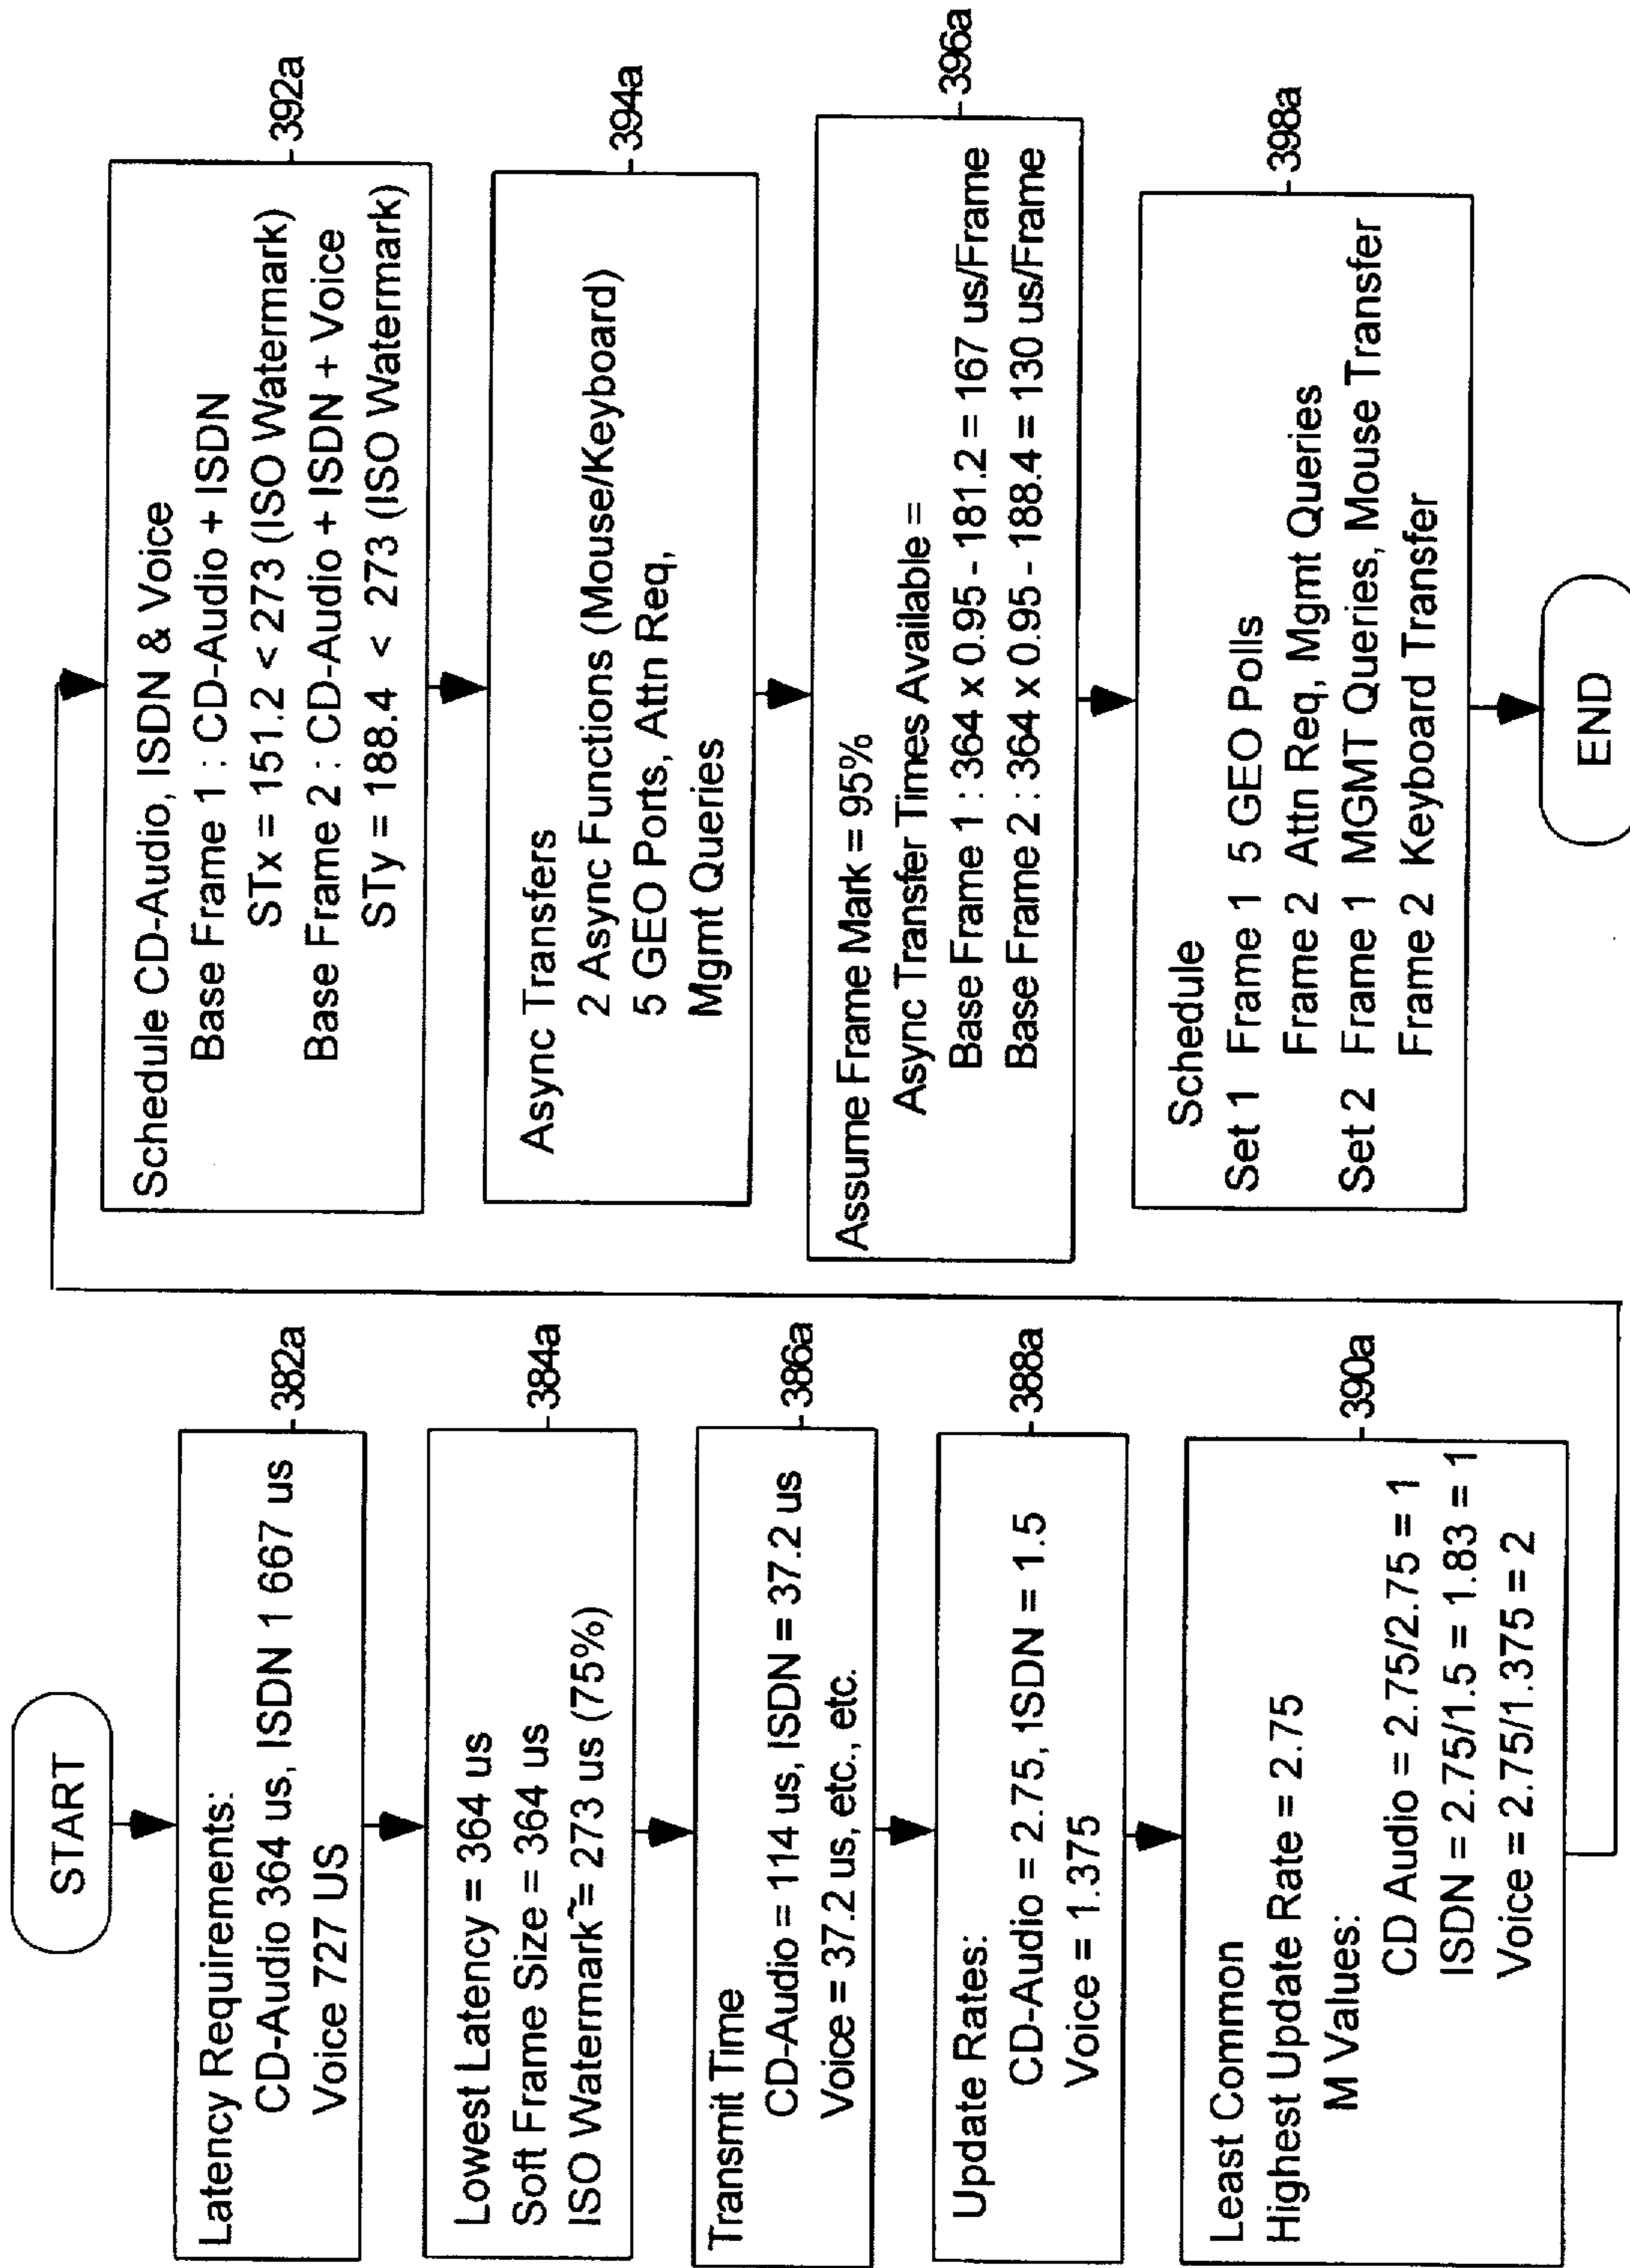 START
Latency Requirements:
CD-Audio 364 us, ISDN 1 667 us
Voice 727 US
382a
Lowest Latency = 364 us
Soft Frame Size = 364 us
ISO Watermark ≈ 273 us (75%)
384a
Transmit Time
CD-Audio = 114 us, ISDN = 37.2 us
Voice = 37.2 us, etc., etc.
386a
Update Rates:
CD-Audio = 2.75, 1SDN = 1.5
Voice = 1.375
388a
Least Common
Highest Update Rate = 2.75
M Values:
CD Audio = 2.75/2.75 = 1
ISDN = 2.75/1.5 = 1.83 = 1
Voice = 2.75/1.375 = 2
390a
Schedule CD-Audio, ISDN & Voice
Base Frame 1 : CD-Audio + ISDN
STx = 151.2 < 273 (ISO Watermark)
Base Frame 2 : CD-Audio + ISDN + Voice
STy = 188.4 < 273 (ISO Watermark)
392a
Async Transfers
2 Async Functions (Mouse/Keyboard)
5 GEO Ports, Attn Req,
Mgmt Queries
394a
Assume Frame Mark = 95%
Async Transfer Times Available =
Base Frame 1 : 364 x 0.95 - 181.2 = 167 us/Frame
Base Frame 2 : 364 x 0.95 - 188.4 = 130 us/Frame
396a
Schedule
Set 1 Frame 1 5 GEO Polls
Frame 2 Attn Req, Mgmt Queries
Set 2 Frame 1 MGMT Queries, Mouse Transfer
Frame 2 Keyboard Transfer
398a
END